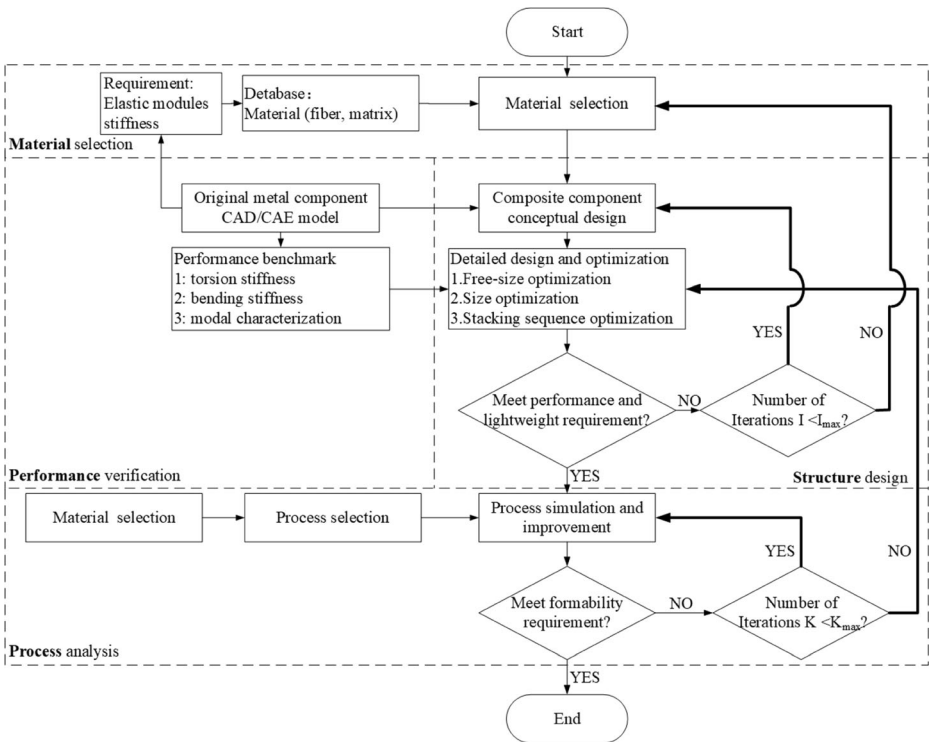 Start
Requirement:
Elastic modules
stiffness
Detabase：
Material (fiber, matrix)
Material selection
Material selection
Original metal component
CAD/CAE model
Composite component
conceptual design
Performance benchmark
1: torsion stiffness
2: bending stiffness
3: modal characterization
Detailed design and optimization
1.Free-size optimization
2.Size optimization
3.Stacking sequence optimization
YES
NO
Meet performance and
lightweight requirement?
NO
Number of
Iterations I <Imax?
Performance verification
YES
Structure design
Material selection
Process selection
Process simulation and
improvement
YES
NO
Meet formability
requirement?
NO
Number of
Iterations K <Kmax?
Process analysis
YES
End